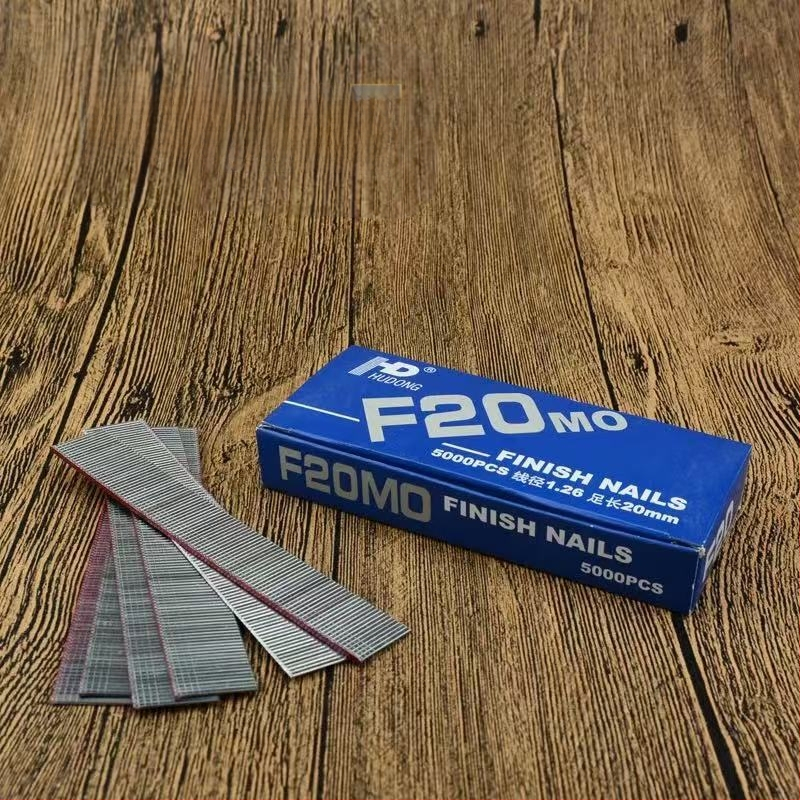 HD®
HUDONG
F20MO
FINISH NAILS
5000PCS 线径1.26 足长20mm
F20MO FINISH NAILS
5000PCS